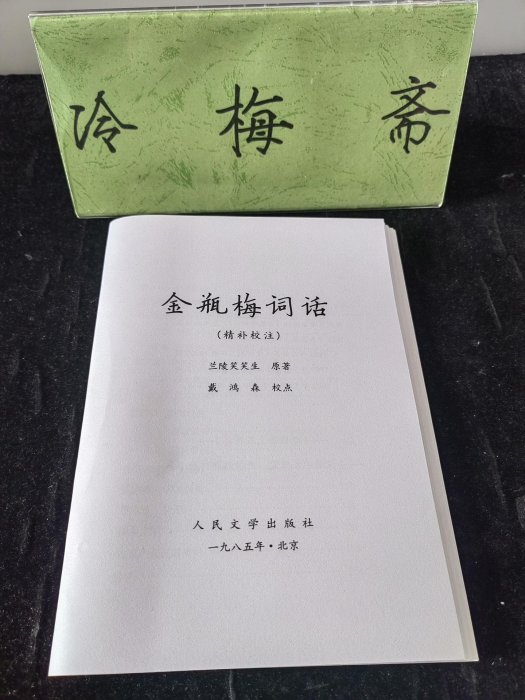 冷梅斋
金瓶梅词话
(精补校注)
兰陵笑笑生 原著
戴鸿森 校点
人民文学出版社
一九八五年·北京